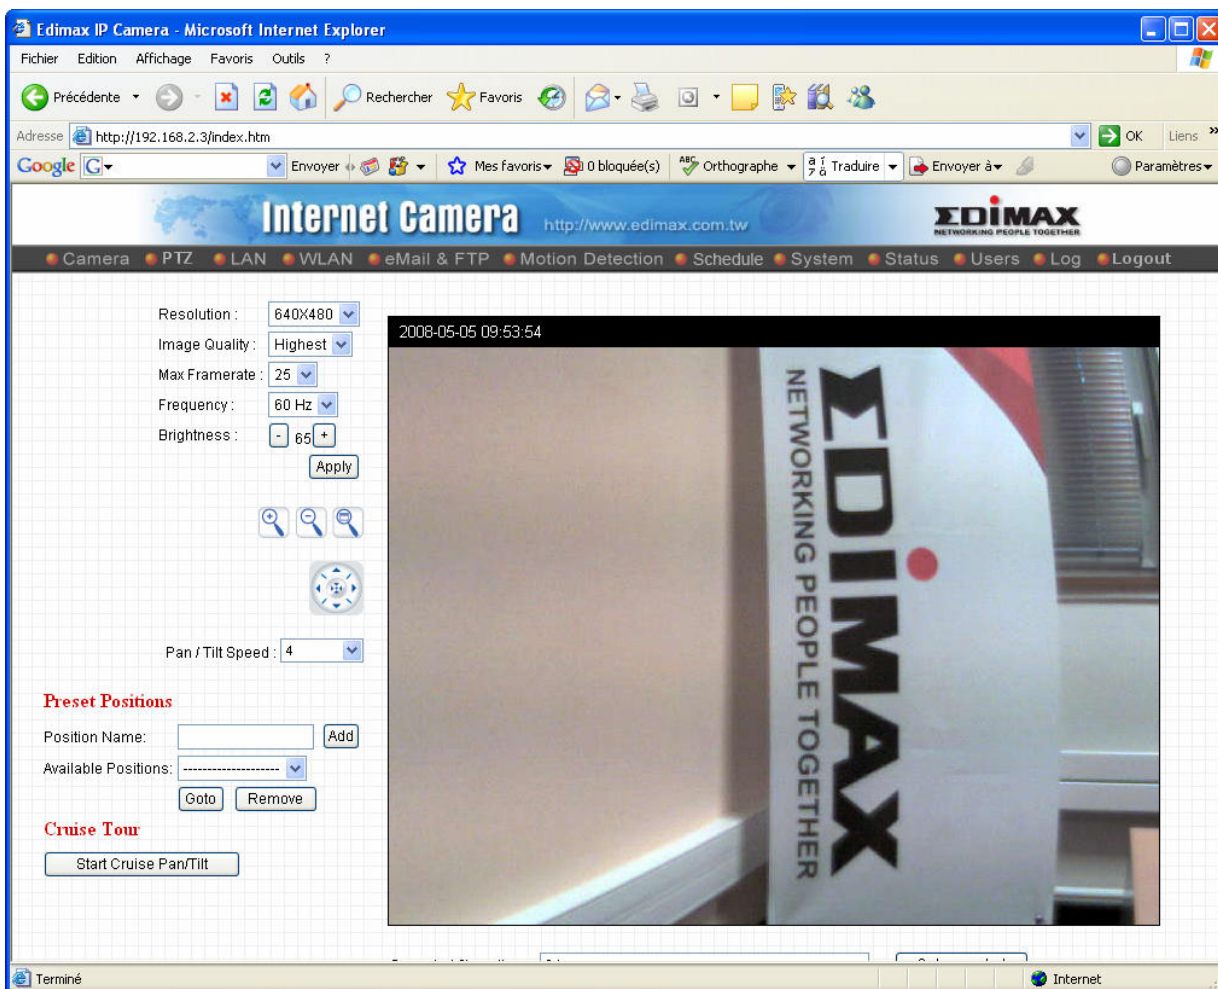 Edimax IP Camera - Microsoft Internet Explorer
Fichier Edition Affichage Favoris Outils ?
Précédente Rechercher Favoris
Adresse http://192.168.2.3/index.htm OK Liens »
Google G Envoyer Mes favoris 0 bloquée(s) ABC Orthographe Traduire Envoyer à Paramètres
Internet Camera http://www.edimax.com.tw EDiMAX
NETWORKING PEOPLE TOGETHER
Camera PTZ LAN WLAN eMail & FTP Motion Detection Schedule System Status Users Log Logout
Resolution : 640X480
Image Quality : Highest
Max Framerate : 25
Frequency : 60 Hz
Brightness : - 65 +
Apply
Pan / Tilt Speed : 4
Preset Positions
Position Name: Add
Available Positions: --------------------
Goto Remove
Cruise Tour
Start Cruise Pan/Tilt
2008-05-05 09:53:54
EDiMAX
NETWORKING PEOPLE TOGETHER
Terminé Internet